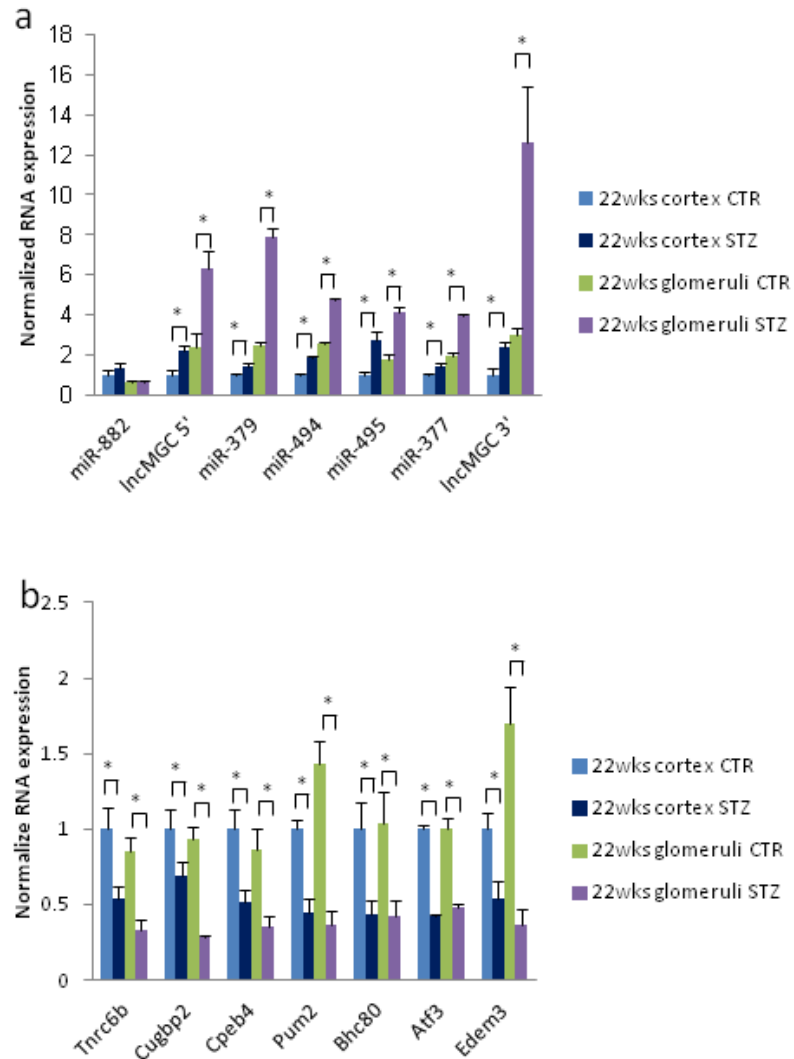 a
18
16
14
12
10
8
6
4
2
0
Normalized RNA expression
* * * * * * * * * * * *
miR-882
lncMGC 5'
miR-379
miR-494
miR-495
miR-377
lncMGC 3'
22wks cortex CTR
22wks cortex STZ
22wks glomeruli CTR
22wks glomeruli STZ
b
2.5
2
1.5
1
0.5
0
Normalize RNA expression
* * * * * * * * * * * * * *
Tnrc6b
Cugbp2
Cpeb4
Pum2
Bhc80
Atf3
Edem3
22wks cortex CTR
22wks cortex STZ
22wks glomeruli CTR
22wks glomeruli STZ